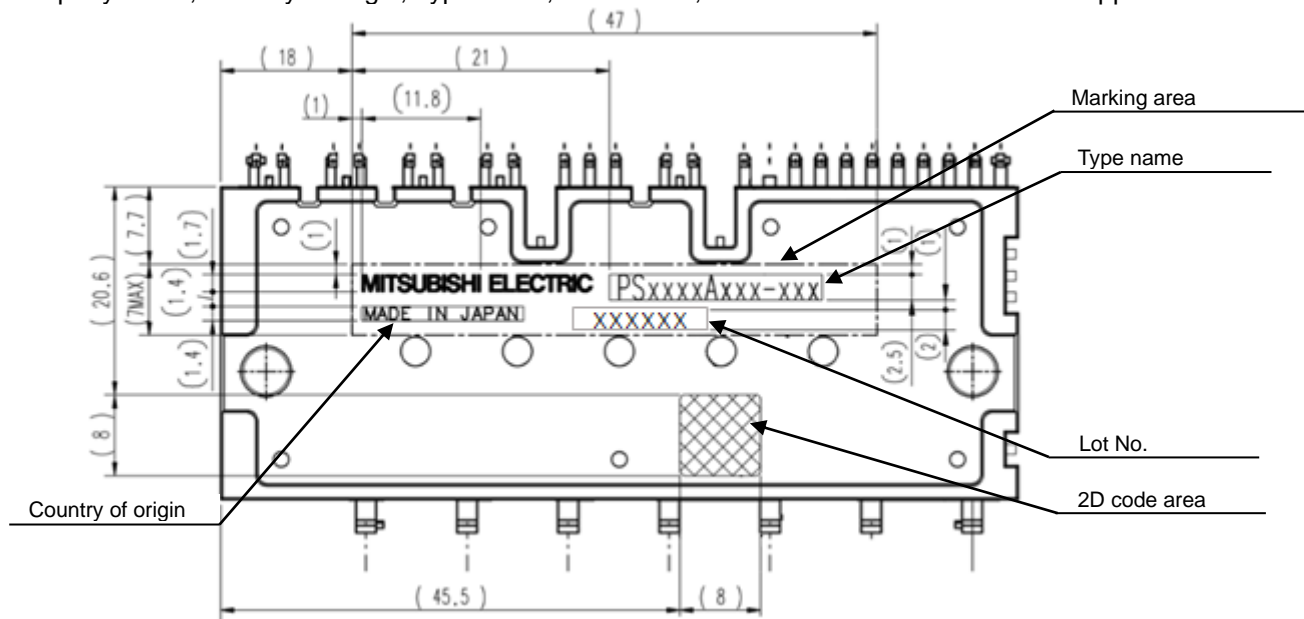 ( 47 )
( 18 )
( 21 )
(1)
(11.8)
Marking area
Type name
( 7.7 )
(1.7)
(1)
(1)
(1)
( 20.6 )
(7MAX)
(1.4)
MITSUBISHI ELECTRIC
PSxxxxAxxx-xxx
MADE IN JAPAN
XXXXXX
(1.4)
(2.5)
(2)
( 8 )
Lot No.
Country of origin
2D code area
( 45.5 )
( 8 )